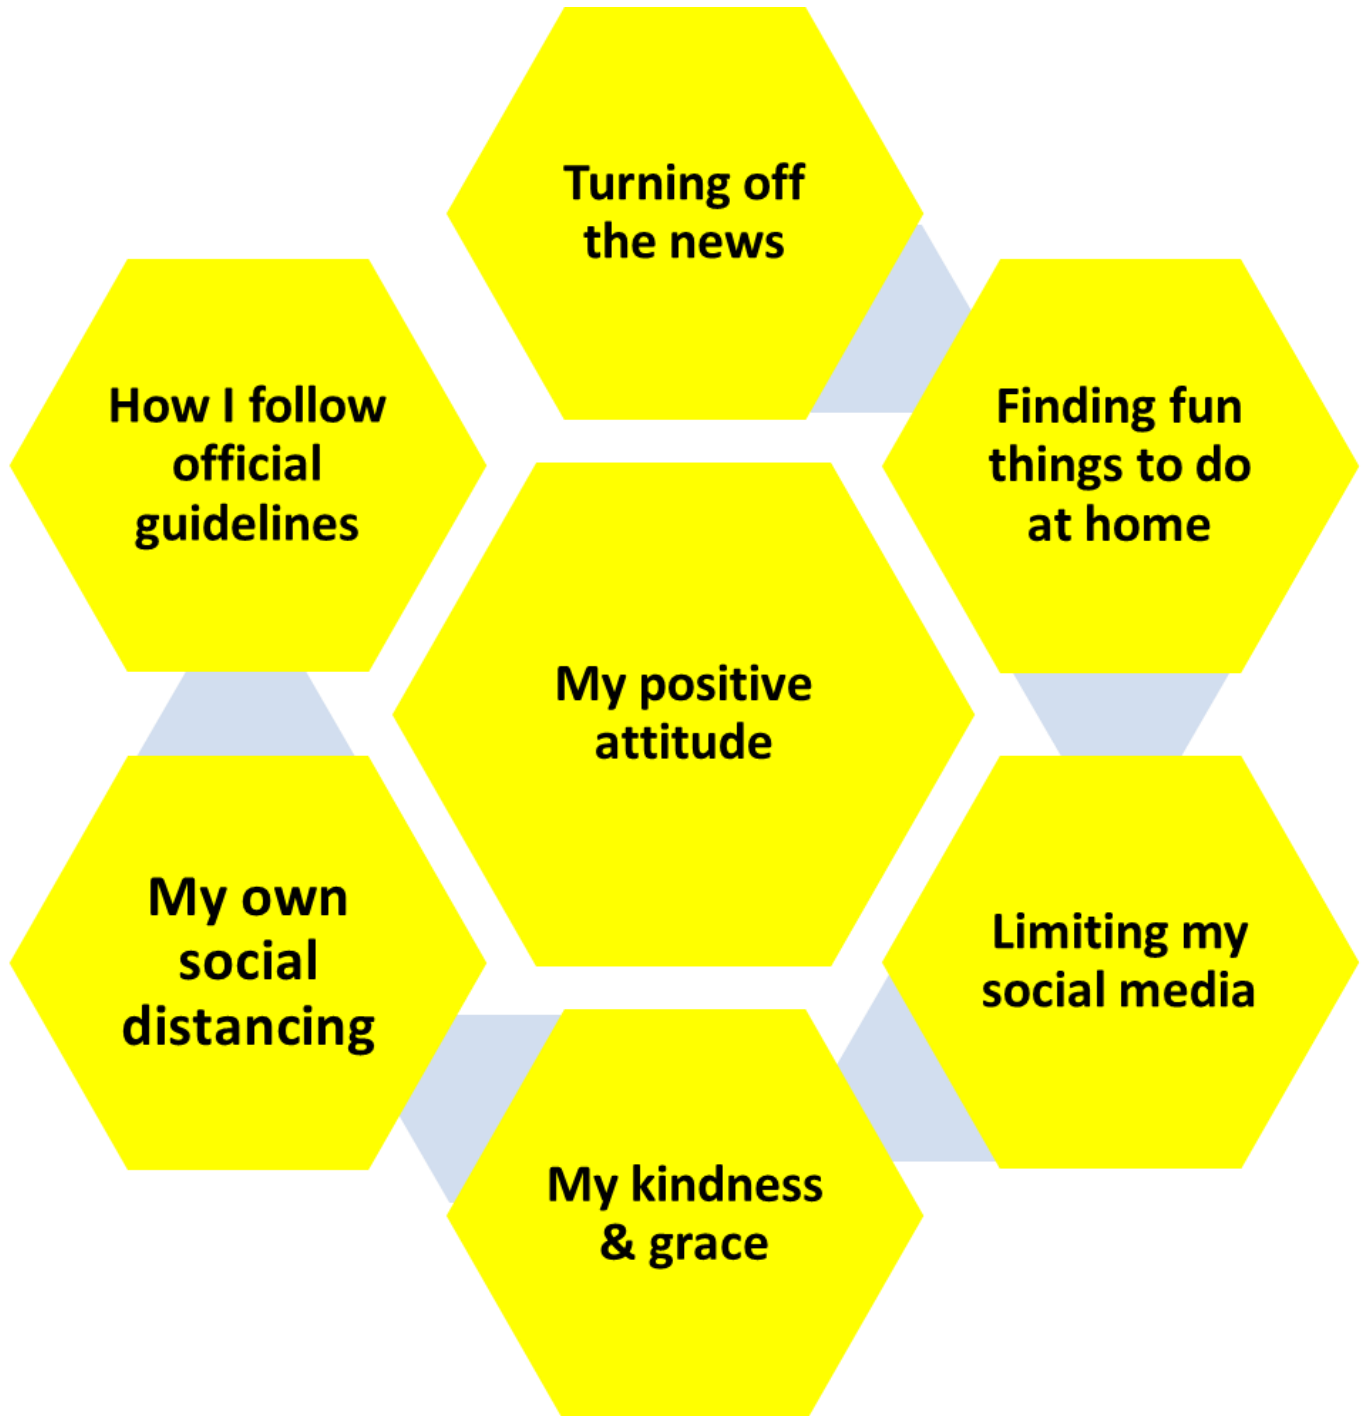 Turning off
the news
How I follow
official
guidelines
Finding fun
things to do
at home
My positive
attitude
My own
social
distancing
Limiting my
social media
My kindness
& grace